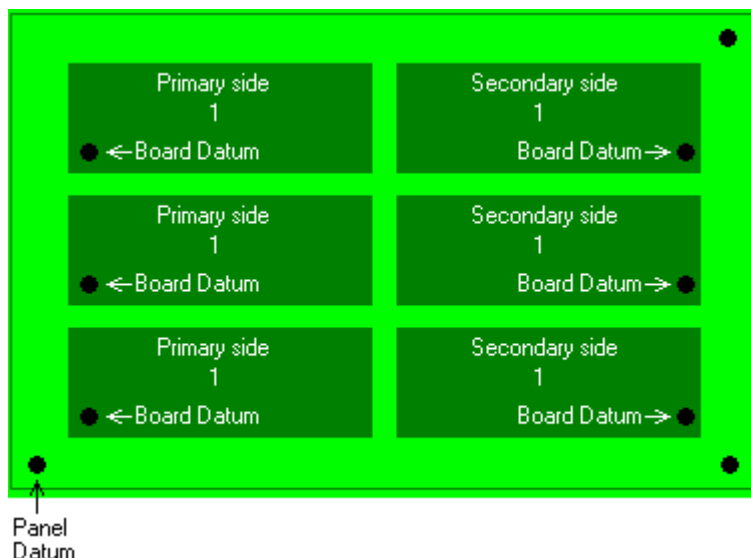 Primary side
1
←Board Datum
Secondary side
1
Board Datum→
Primary side
1
←Board Datum
Secondary side
1
Board Datum→
Primary side
1
←Board Datum
Secondary side
1
Board Datum→
Panel
Datum